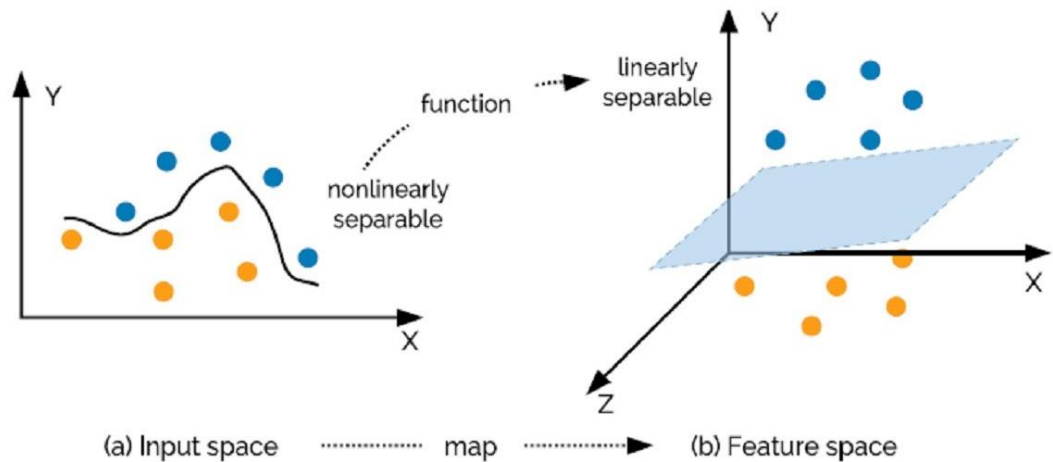 Y
X
nonlinearly
separable
function
linearly
separable
Y
X
Z
(a) Input space
map
(b) Feature space